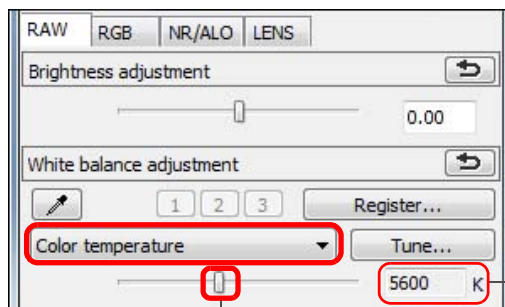 RAW RGB NR/ALO LENS
Brightness adjustment
0.00
White balance adjustment
1 2 3 Register...
Color temperature Tune...
5600 K